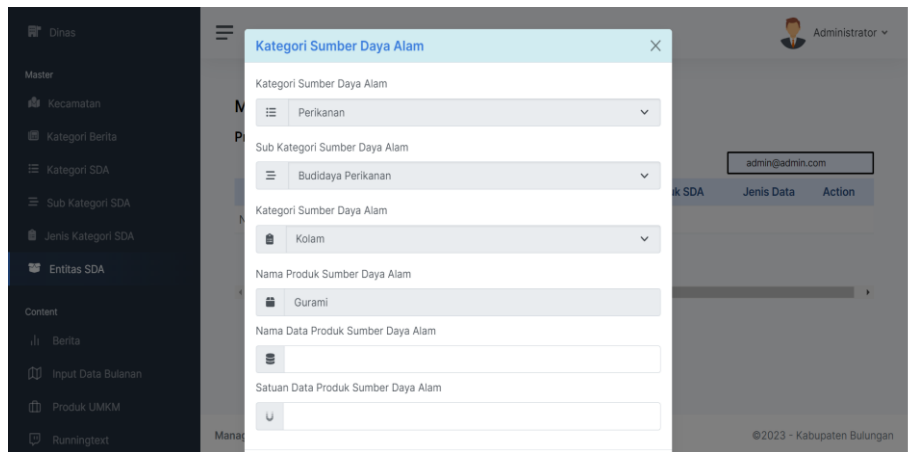 Dinas
Master
Kecamatan
Kategori Berita
Kategori SDA
Sub Kategori SDA
Jenis Kategori SDA
Entitas SDA
Content
Berita
Input Data Bulanan
Produk UMKM
Runningtext
Administrator
Kategori Sumber Daya Alam
Kategori Sumber Daya Alam
Perikanan
Sub Kategori Sumber Daya Alam
Budidaya Perikanan
Kategori Sumber Daya Alam
Kolam
Nama Produk Sumber Daya Alam
Gurami
Nama Data Produk Sumber Daya Alam
Satuan Data Produk Sumber Daya Alam
admin@admin.com
SDA Jenis Data Action
©2023 - Kabupaten Bulungan